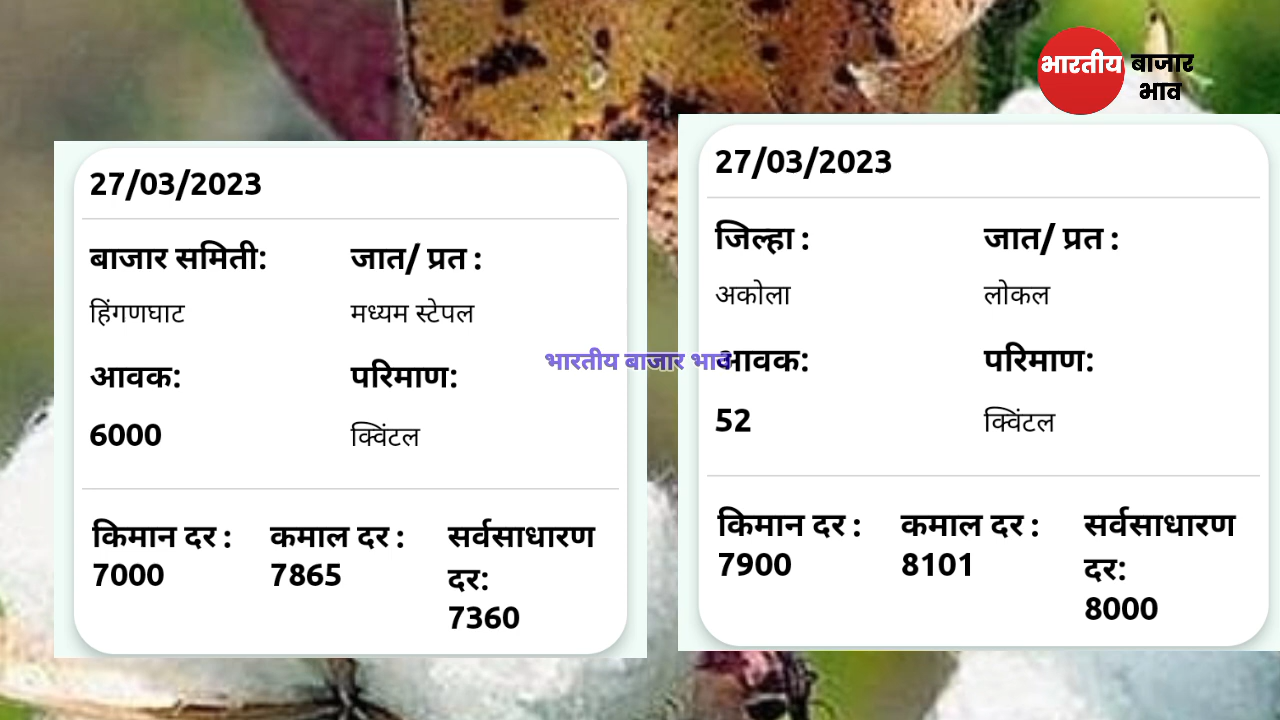 भारतीय बाजार
भाव
27/03/2023
बाजार समिती: जात/ प्रत :
हिंगणघाट मध्यम स्टेपल
आवक: परिमाण:
6000 क्विंटल
किमान दर : कमाल दर : सर्वसाधारण
7000 7865 दर:
7360
भारतीय बाजार भाव
27/03/2023
जिल्हा : जात/ प्रत :
अकोला लोकल
आवक: परिमाण:
52 क्विंटल
किमान दर : कमाल दर : सर्वसाधारण
7900 8101 दर:
8000